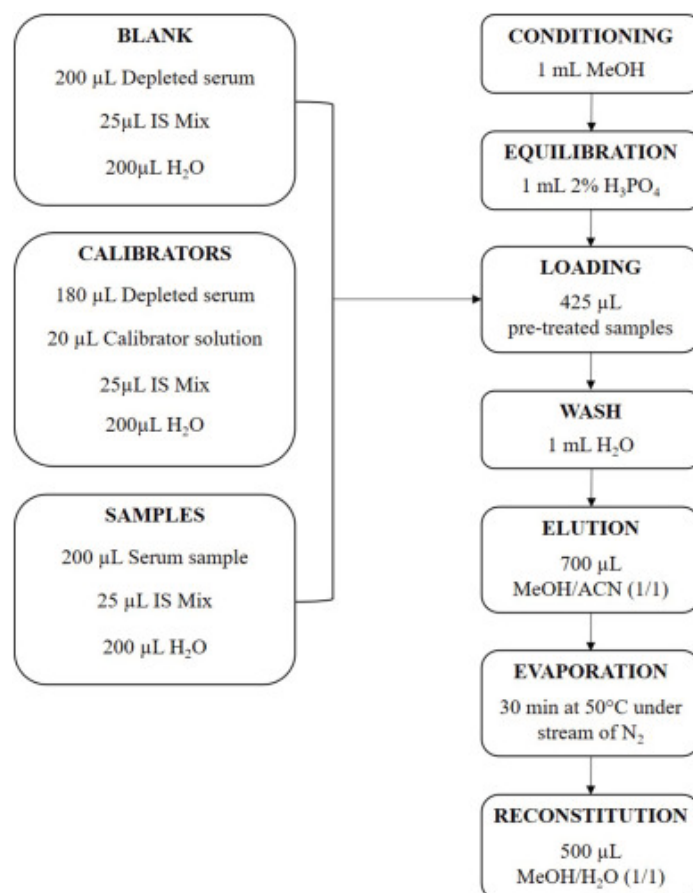 BLANK
200 µL Depleted serum
25µL IS Mix
200µL H₂O
CALIBRATORS
180 µL Depleted serum
20 µL Calibrator solution
25µL IS Mix
200µL H₂O
SAMPLES
200 µL Serum sample
25 µL IS Mix
200 µL H₂O
CONDITIONING
1 mL MeOH
EQUILIBRATION
1 mL 2% H₃PO₄
LOADING
425 µL
pre-treated samples
WASH
1 mL H₂O
ELUTION
700 µL
MeOH/ACN (1/1)
EVAPORATION
30 min at 50°C under
stream of N₂
RECONSTITUTION
500 µL
MeOH/H₂O (1/1)